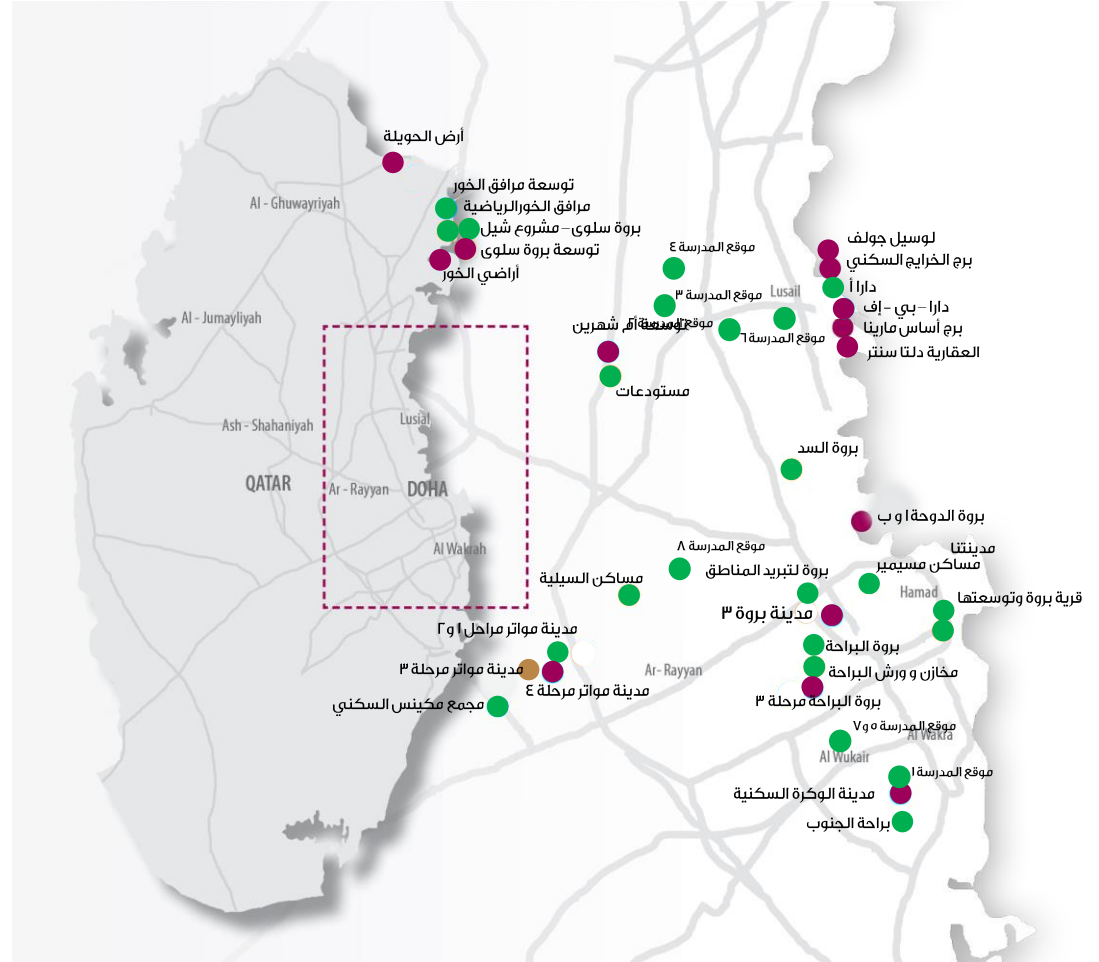 أرض الحويلة
توسعة مرافق الخور
مرافق الخورالرياضية
بروة سلوى - مشروع شيل
توسعة بروة سلوى
أراضي الخور
Al - Ghuwayriyah
Al - Jumayliyah
Ash - Shahaniyah
Lusial
QATAR
Ar - Rayyan
DOHA
Al Wakrah
موقع المدرسة ٤
موقع المدرسة ٣
توسعة أم شهرين
موقع المدرسة ٦
مستودعات
Lusail
لوسيل جولف
برج الخرايج السكني
دارا أ
دارا - بي - إف
برج أساس مارينا
العقارية دلتا سنتر
بروة السد
بروة الدوحة ا و ب
مدينتنا
مساكن مسيمير
موقع المدرسة ٨
بروة لتبريد المناطق
مساكن السيلية
Hamad
قرية بروة وتوسعتها
مدينة بروة ٣
مدينة مواتر مراحل ١ و٢
مدينة مواتر مرحلة ٣
مدينة مواتر مرحلة ٤
مجمع مكينس السكني
Ar- Rayyan
بروة البراحة
مخازن و ورش البراحة
بروة البراحة مرحلة ٣
موقع المدرسة ٥ و٧
Al Wakra
Al Wukair
موقع المدرسة ١
مدينة الوكرة السكنية
براحة الجنوب